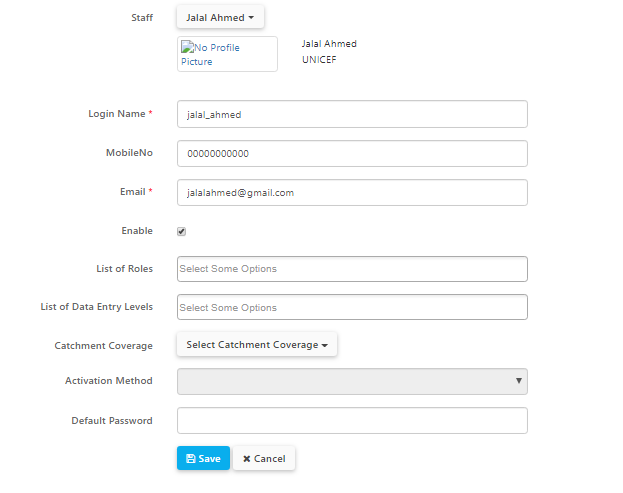 Staff Jalal Ahmed
No Profile Picture
Jalal Ahmed
UNICEF
Login Name * jalal_ahmed
MobileNo 00000000000
Email * jalalahmed@gmail.com
Enable
List of Roles Select Some Options
List of Data Entry Levels Select Some Options
Catchment Coverage Select Catchment Coverage
Activation Method
Default Password
Save Cancel